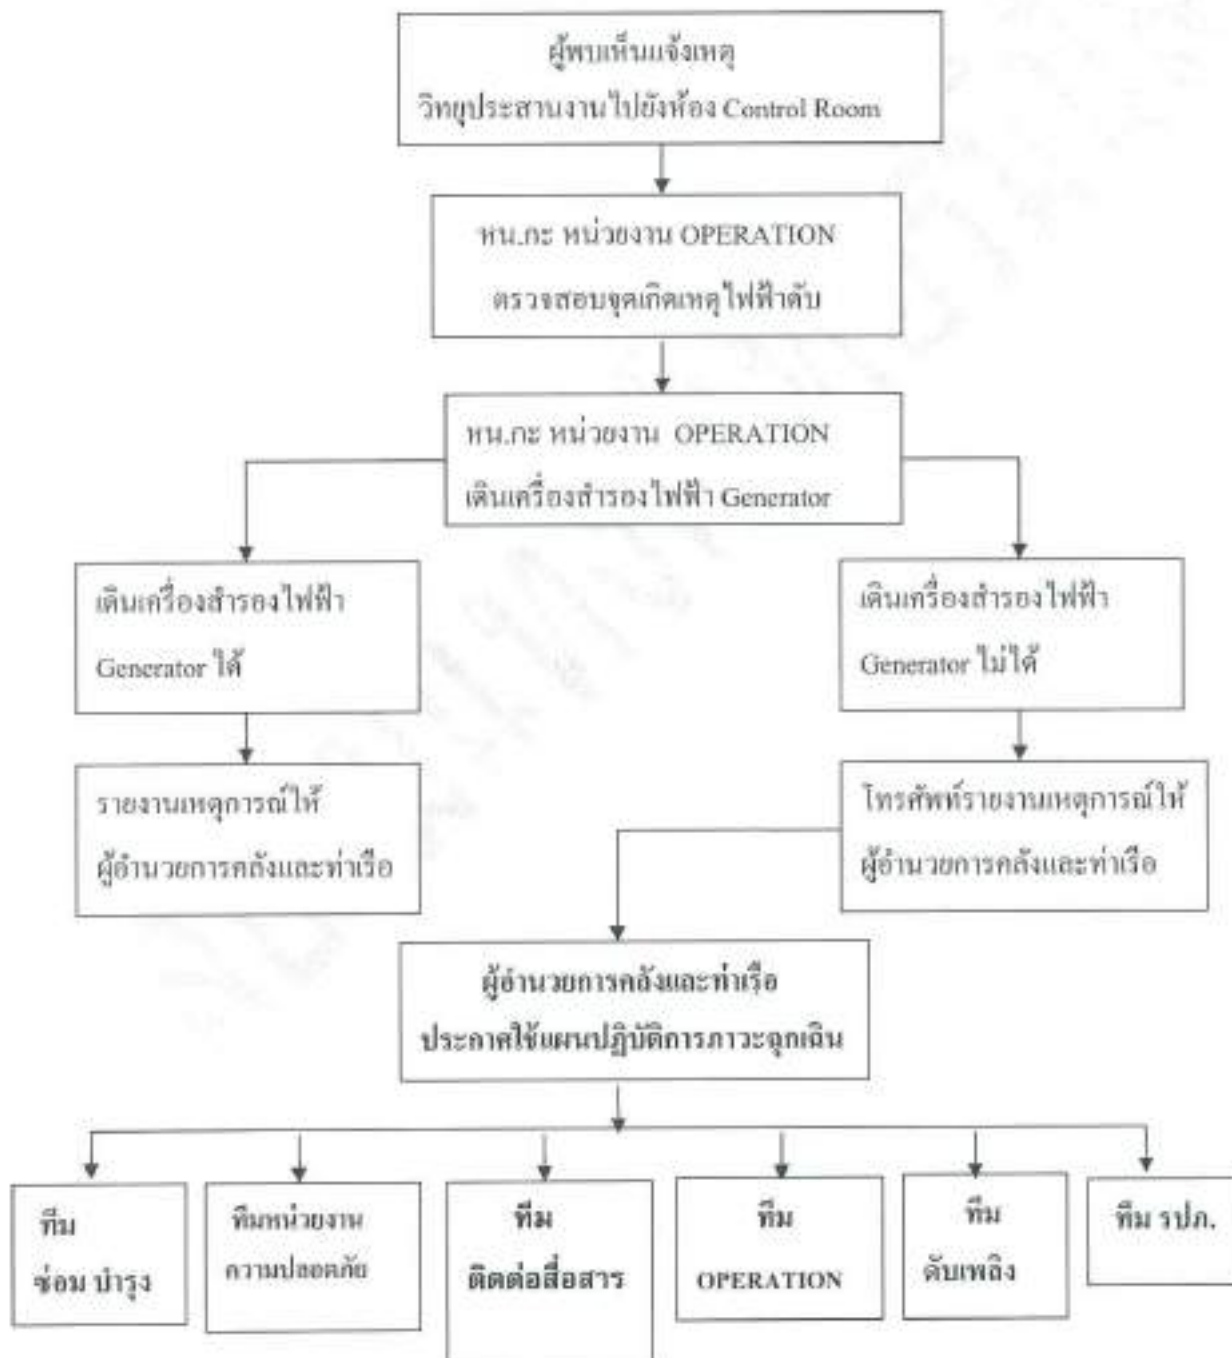 ผู้พบเห็นแจ้งเหตุ
วิทยุประสานงานไปยังห้อง Control Room
หน.กะ หน่วยงาน OPERATION
ตรวจสอบจุดเกิดเหตุไฟฟ้าดับ
หน.กะ หน่วยงาน OPERATION
เดินเครื่องสำรองไฟฟ้า Generator
เดินเครื่องสำรองไฟฟ้า
Generator ได้
เดินเครื่องสำรองไฟฟ้า
Generator ไม่ได้
รายงานเหตุการณ์ให้
ผู้อำนวยการคลังและท่าเรือ
โทรศัพท์รายงานเหตุการณ์ให้
ผู้อำนวยการคลังและท่าเรือ
ผู้อำนวยการคลังและท่าเรือ
ประกาศใช้แผนปฏิบัติการภาวะฉุกเฉิน
ทีม
ซ่อม บำรุง
ทีมหน่วยงาน
ความปลอดภัย
ทีม
ติดต่อสื่อสาร
ทีม
OPERATION
ทีม
ดับเพลิง
ทีม รปภ.